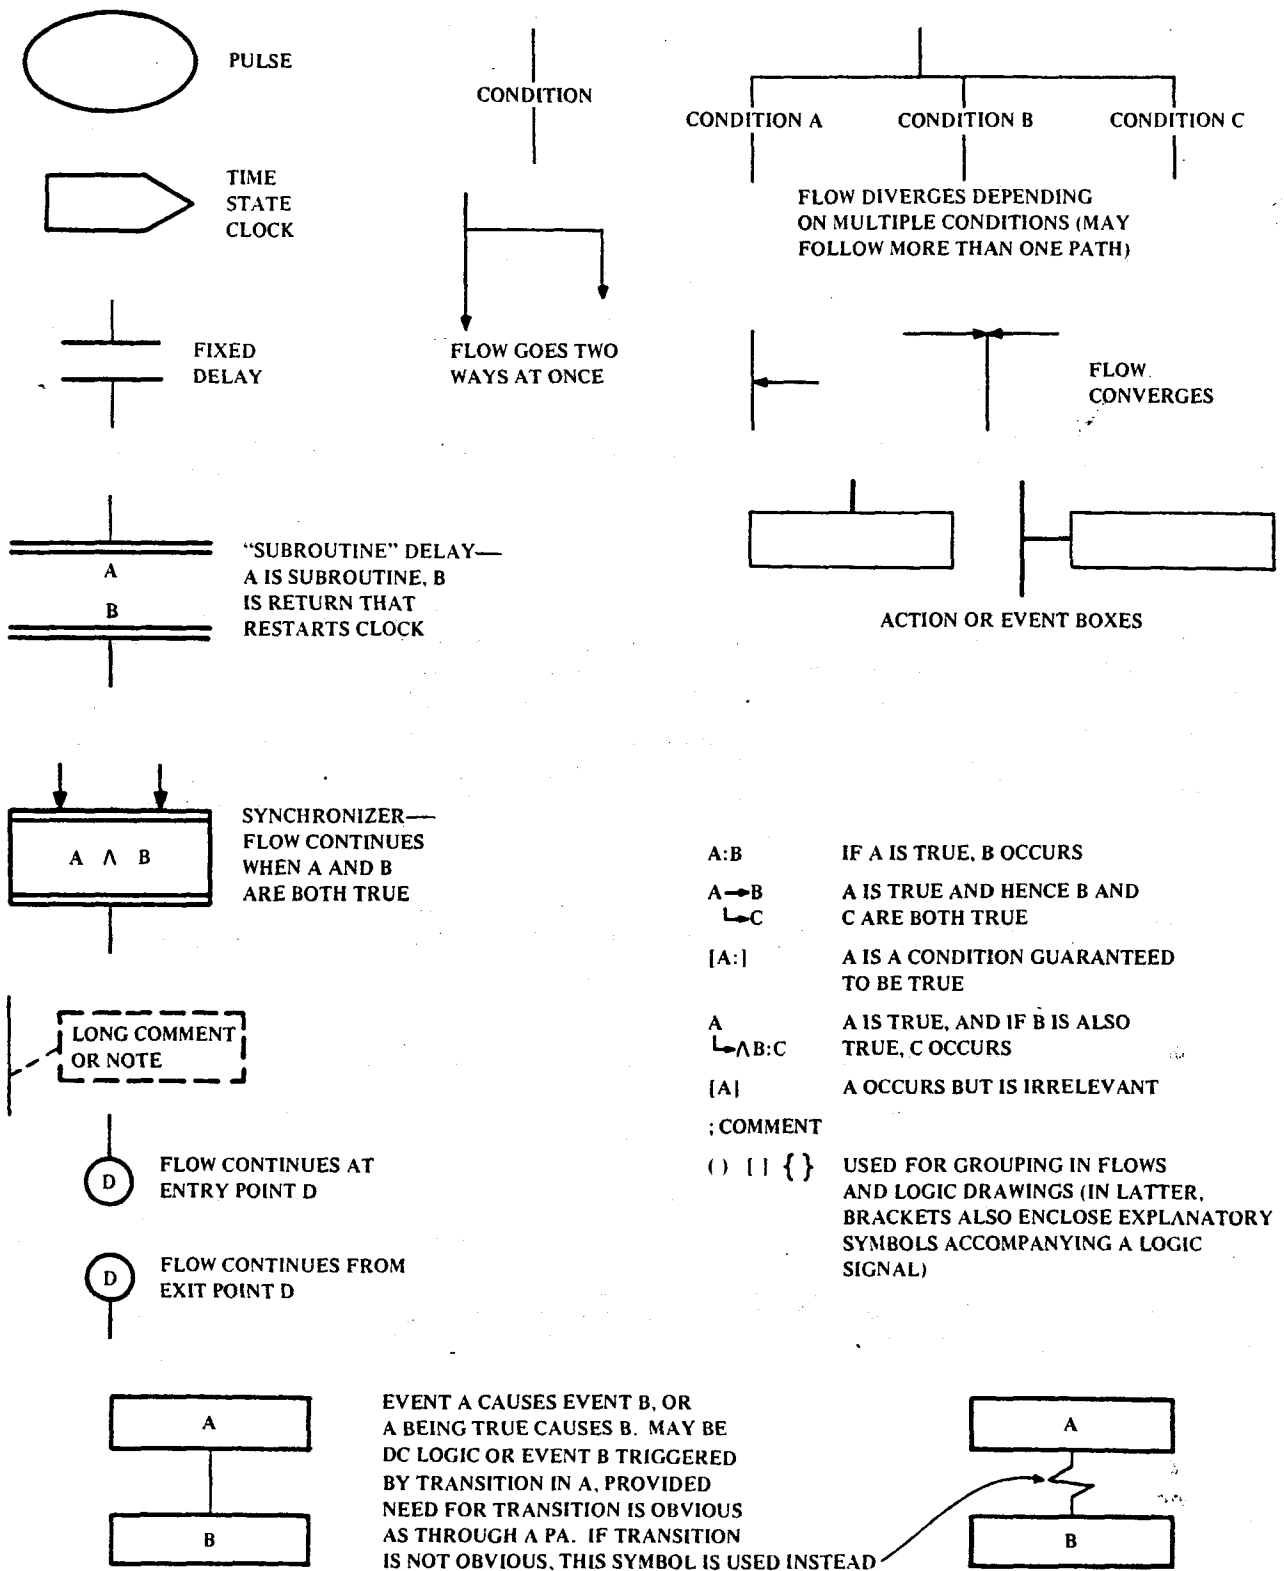 PULSE
CONDITION
CONDITION A
CONDITION B
CONDITION C
TIME
STATE
CLOCK
FLOW DIVERGES DEPENDING
ON MULTIPLE CONDITIONS (MAY
FOLLOW MORE THAN ONE PATH)
FIXED
DELAY
FLOW GOES TWO
WAYS AT ONCE
FLOW
CONVERGES
A
B
"SUBROUTINE" DELAY—
A IS SUBROUTINE, B
IS RETURN THAT
RESTARTS CLOCK
ACTION OR EVENT BOXES
A Λ B
SYNCHRONIZER—
FLOW CONTINUES
WHEN A AND B
ARE BOTH TRUE
A:B IF A IS TRUE, B OCCURS
A→B A IS TRUE AND HENCE B AND
↳C C ARE BOTH TRUE
[A:] A IS A CONDITION GUARANTEED
TO BE TRUE
A A IS TRUE, AND IF B IS ALSO
↳ΛB:C TRUE, C OCCURS
[A] A OCCURS BUT IS IRRELEVANT
; COMMENT
( ) [ ] { } USED FOR GROUPING IN FLOWS
AND LOGIC DRAWINGS (IN LATTER,
BRACKETS ALSO ENCLOSE EXPLANATORY
SYMBOLS ACCOMPANYING A LOGIC
SIGNAL)
LONG COMMENT
OR NOTE
D
FLOW CONTINUES AT
ENTRY POINT D
D
FLOW CONTINUES FROM
EXIT POINT D
A
B
EVENT A CAUSES EVENT B, OR
A BEING TRUE CAUSES B. MAY BE
DC LOGIC OR EVENT B TRIGGERED
BY TRANSITION IN A, PROVIDED
NEED FOR TRANSITION IS OBVIOUS
AS THROUGH A PA. IF TRANSITION
IS NOT OBVIOUS, THIS SYMBOL IS USED INSTEAD
A
B